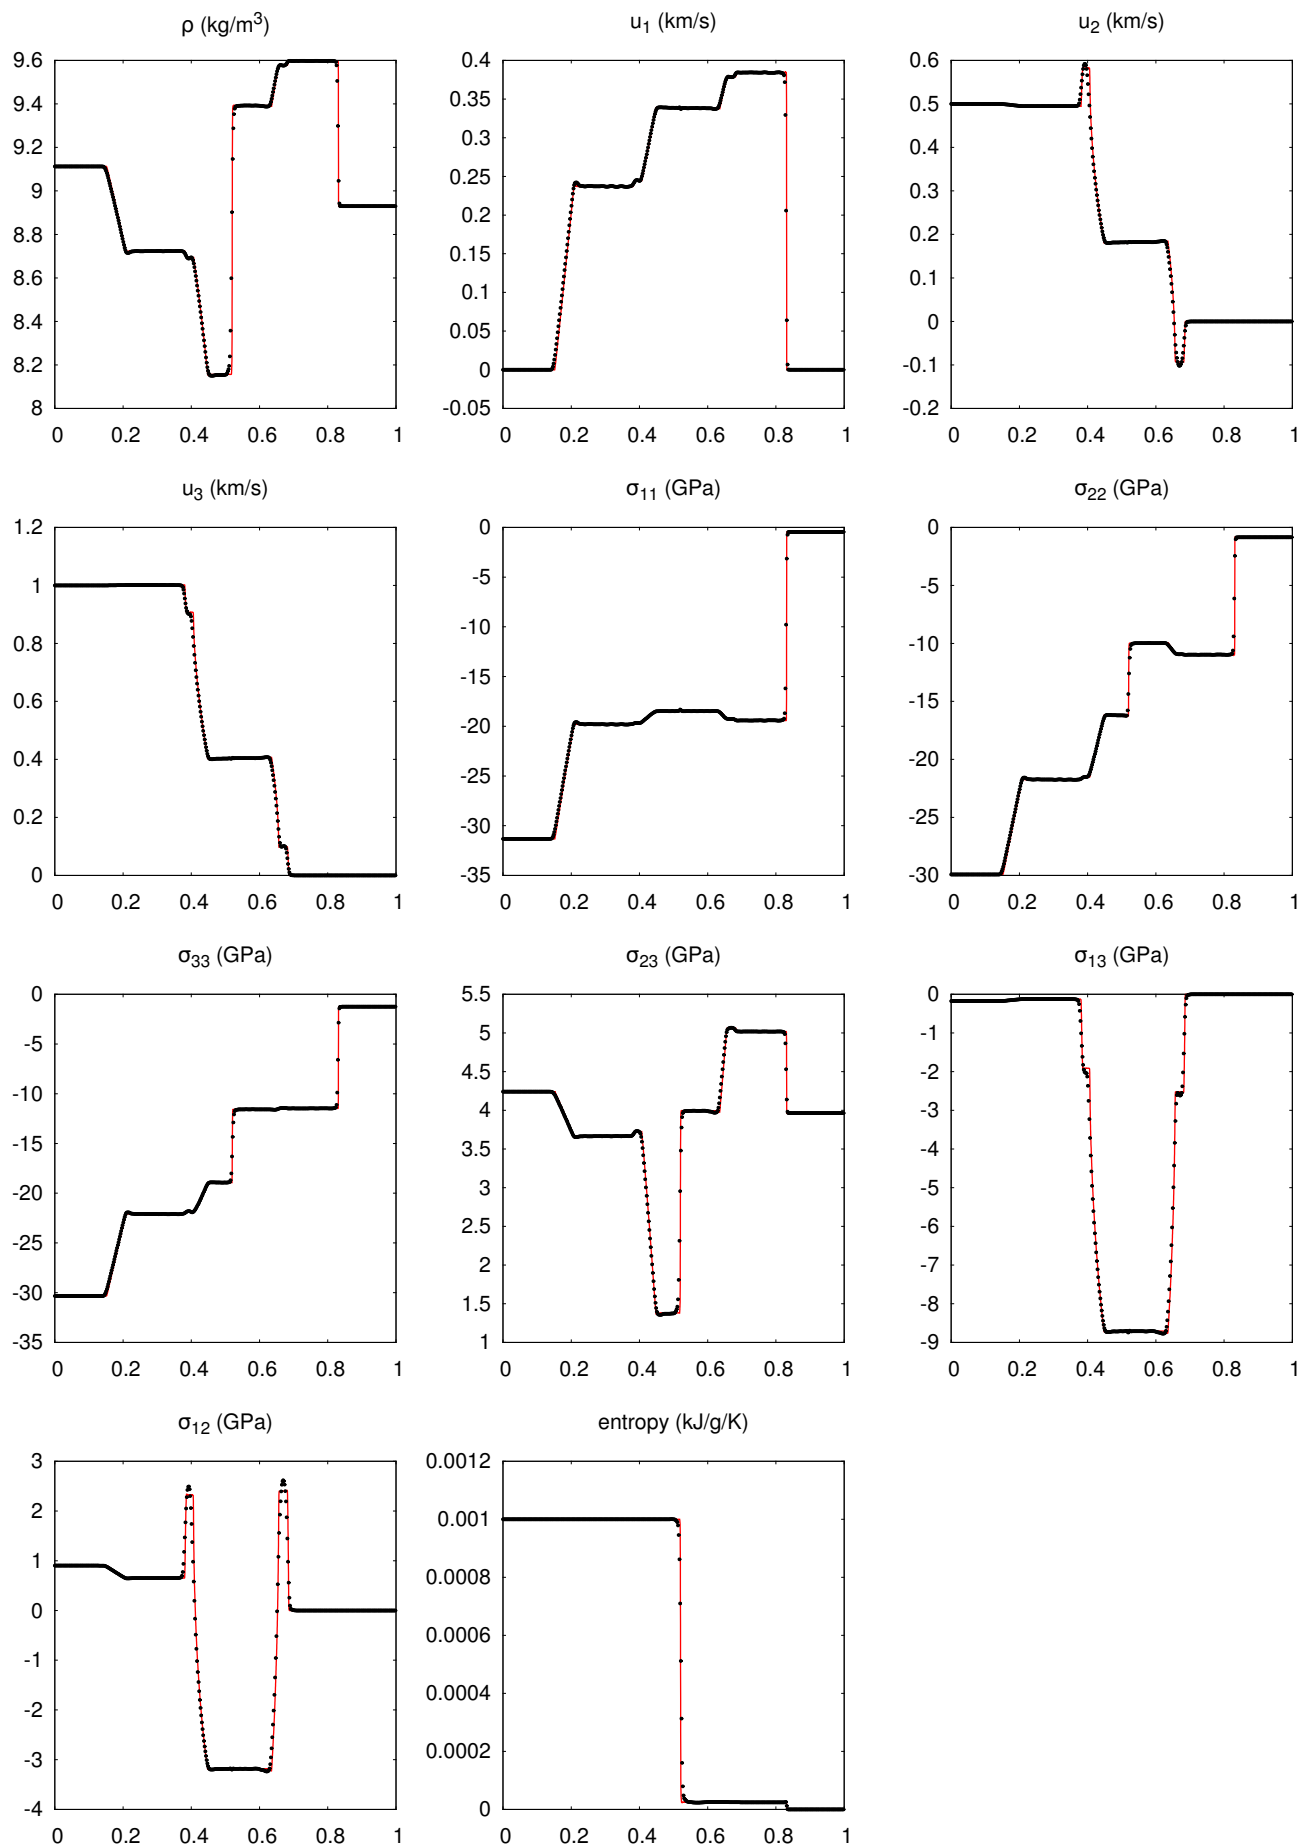 ρ (kg/m³) u₁ (km/s) u₂ (km/s)
9.6 0.4 0.6
9.4 0.35 0.5
9.2 0.3 0.4
9 0.25 0.3
8.8 0.2 0.2
8.6 0.15 0.1
8.4 0.1 0
8.2 0.05 -0.1
8 0 -0.2
-0.05
0 0.2 0.4 0.6 0.8 1 0 0.2 0.4 0.6 0.8 1 0 0.2 0.4 0.6 0.8 1
u₃ (km/s) σ₁₁ (GPa) σ₂₂ (GPa)
1.2 0 0
1 -5 -5
0.8 -10 -10
0.6 -15 -15
0.4 -20 -20
0.2 -25 -25
0 -30 -30
-35
0 0.2 0.4 0.6 0.8 1 0 0.2 0.4 0.6 0.8 1 0 0.2 0.4 0.6 0.8 1
σ₃₃ (GPa) σ₂₃ (GPa) σ₁₃ (GPa)
0 5.5 0
-5 5 -1
-10 4.5 -2
-15 4 -3
-20 3.5 -4
-25 3 -5
-30 2.5 -6
-35 2 -7
1.5 -8
1 -9
0 0.2 0.4 0.6 0.8 1 0 0.2 0.4 0.6 0.8 1 0 0.2 0.4 0.6 0.8 1
σ₁₂ (GPa) entropy (kJ/g/K)
3 0.0012
2 0.001
1 0.0008
0 0.0006
-1 0.0004
-2 0.0002
-3 0
-4
0 0.2 0.4 0.6 0.8 1 0 0.2 0.4 0.6 0.8 1